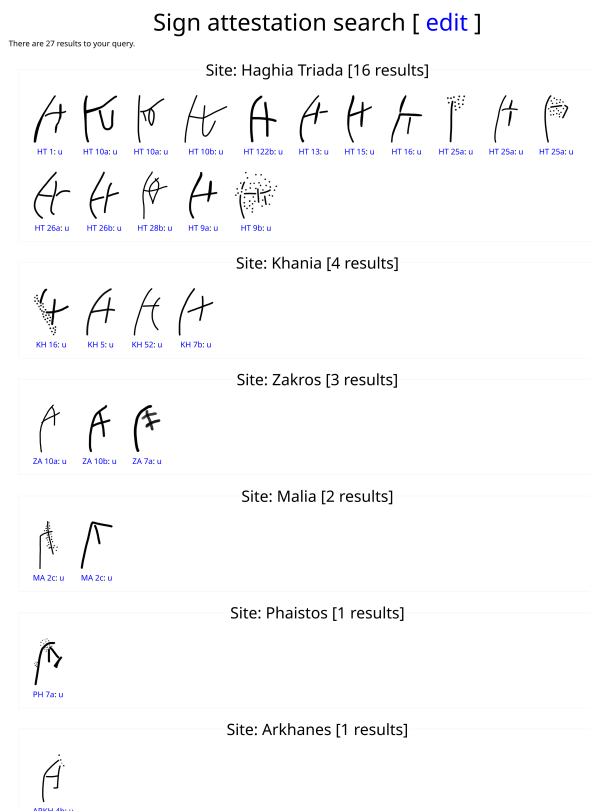 Sign attestation search [ edit ]
There are 27 results to your query.
Site: Haghia Triada [16 results]
HT 1: u HT 10a: u HT 10a: u HT 10b: u HT 122b: u HT 13: u HT 15: u HT 16: u HT 25a: u HT 25a: u HT 25a: u
HT 26a: u HT 26b: u HT 28b: u HT 9a: u HT 9b: u
Site: Khania [4 results]
KH 16: u KH 5: u KH 52: u KH 7b: u
Site: Zakros [3 results]
ZA 10a: u ZA 10b: u ZA 7a: u
Site: Malia [2 results]
MA 2c: u MA 2c: u
Site: Phaistos [1 results]
PH 7a: u
Site: Arkhanes [1 results]
ARKH 4b: u